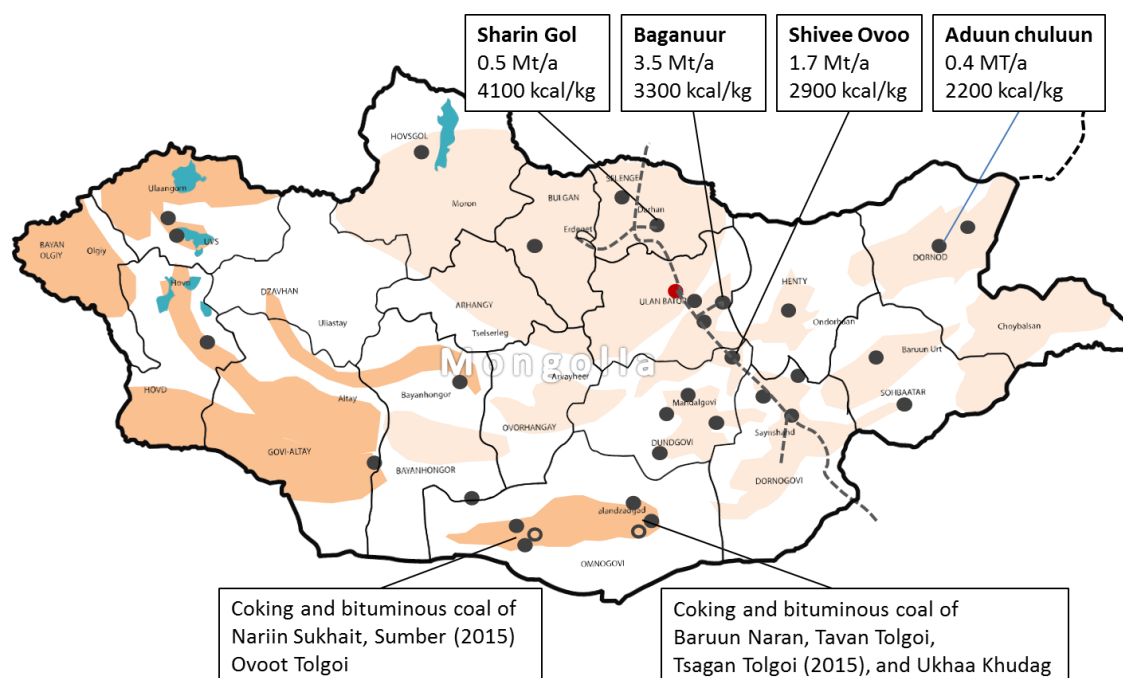 Sharin Gol
0.5 Mt/a
4100 kcal/kg
Baganuur
3.5 Mt/a
3300 kcal/kg
Shivee Ovoo
1.7 Mt/a
2900 kcal/kg
Aduun chuluun
0.4 MT/a
2200 kcal/kg
HOVSGOL
SELENGE
Ulaangom
BULGAN
Moron
Darhan
Erdenet
BAYAN
OLGIY
Olgiy
UVS
DORNOD
HENTY
Hovd
DZAVHAN
ULAN BATUR
ARHANGY
Uliastay
Ondorhaan
Choybalsan
Tselserleg
Baruun Urt
Mongolia
Arvayheer
HOVD
Altay
Bayanhongor
SOHBAATAR
Mandalgovi
OVORHANGAY
Saynshand
DUNDGOVI
GOVI-ALTAY
BAYANHONGOR
DORNOGOVI
alandzadgad
OMNOGOVI
Coking and bituminous coal of
Nariin Sukhait, Sumber (2015)
Ovoot Tolgoi
Coking and bituminous coal of
Baruun Naran, Tavan Tolgoi,
Tsagan Tolgoi (2015), and Ukhaa Khudag